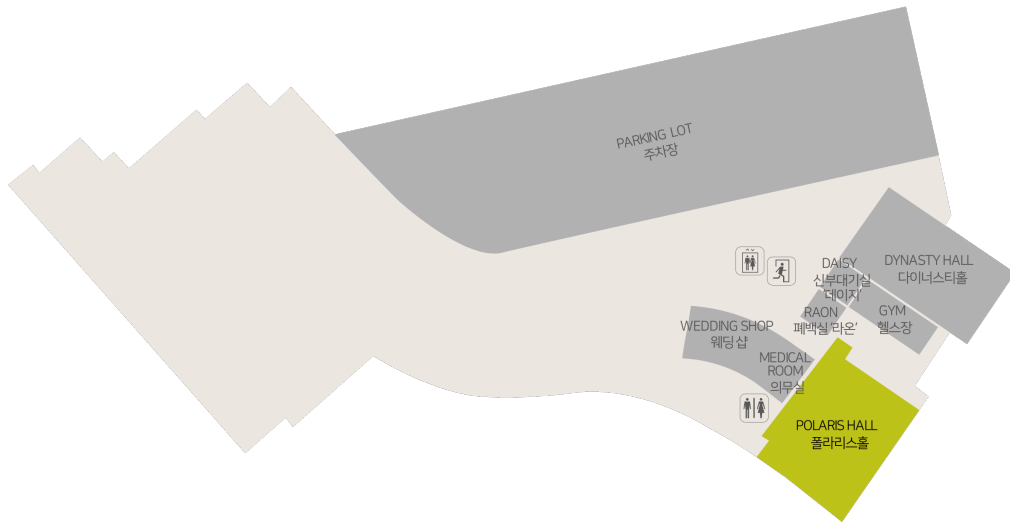 PARKING LOT
주차장
DAISY
신부대기실
'데이지'
DYNASTY HALL
다이너스티홀
RAON
폐백실 '라온'
GYM
헬스장
WEDDING SHOP
웨딩 샵
MEDICAL
ROOM
의무실
POLARIS HALL
폴라리스홀